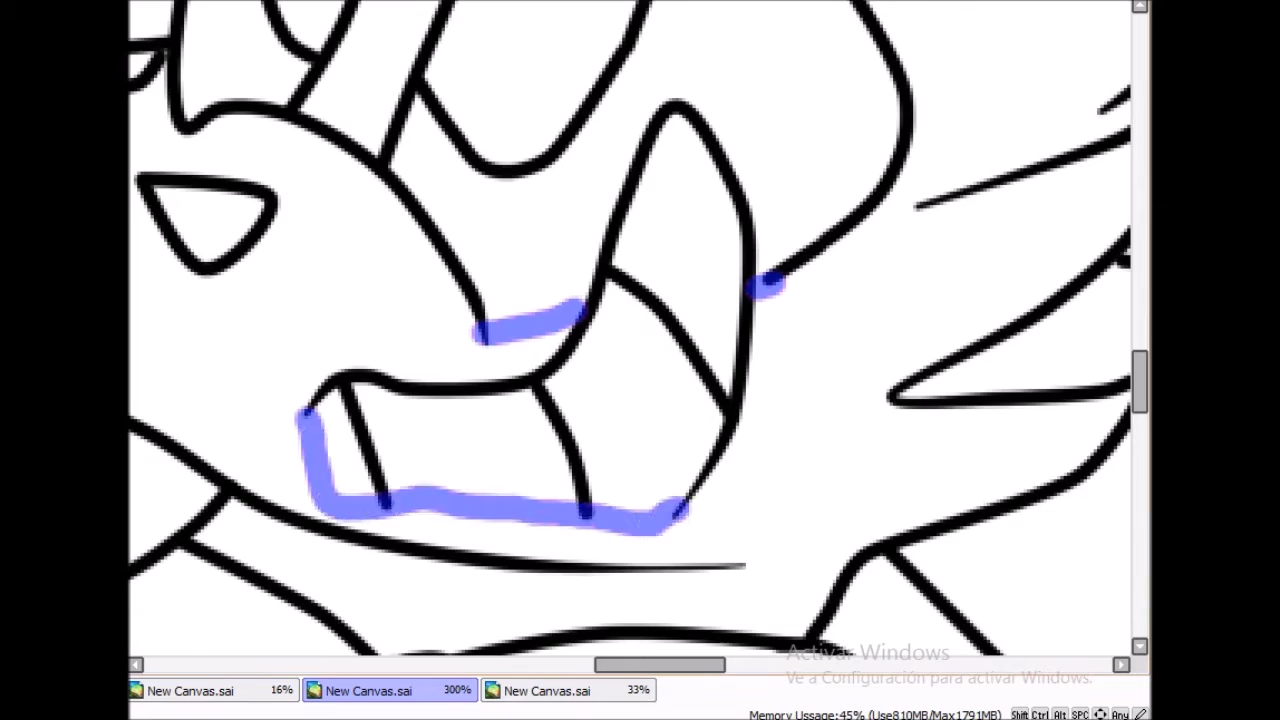 Activar Windows
Ve a Configuración para activar Windows.
New Canvas.sai 16% New Canvas.sai 300% New Canvas.sai 33%
Memory Ussage:45% (Use810MB/Max1791MB) Shift Ctrl Alt SPC Any